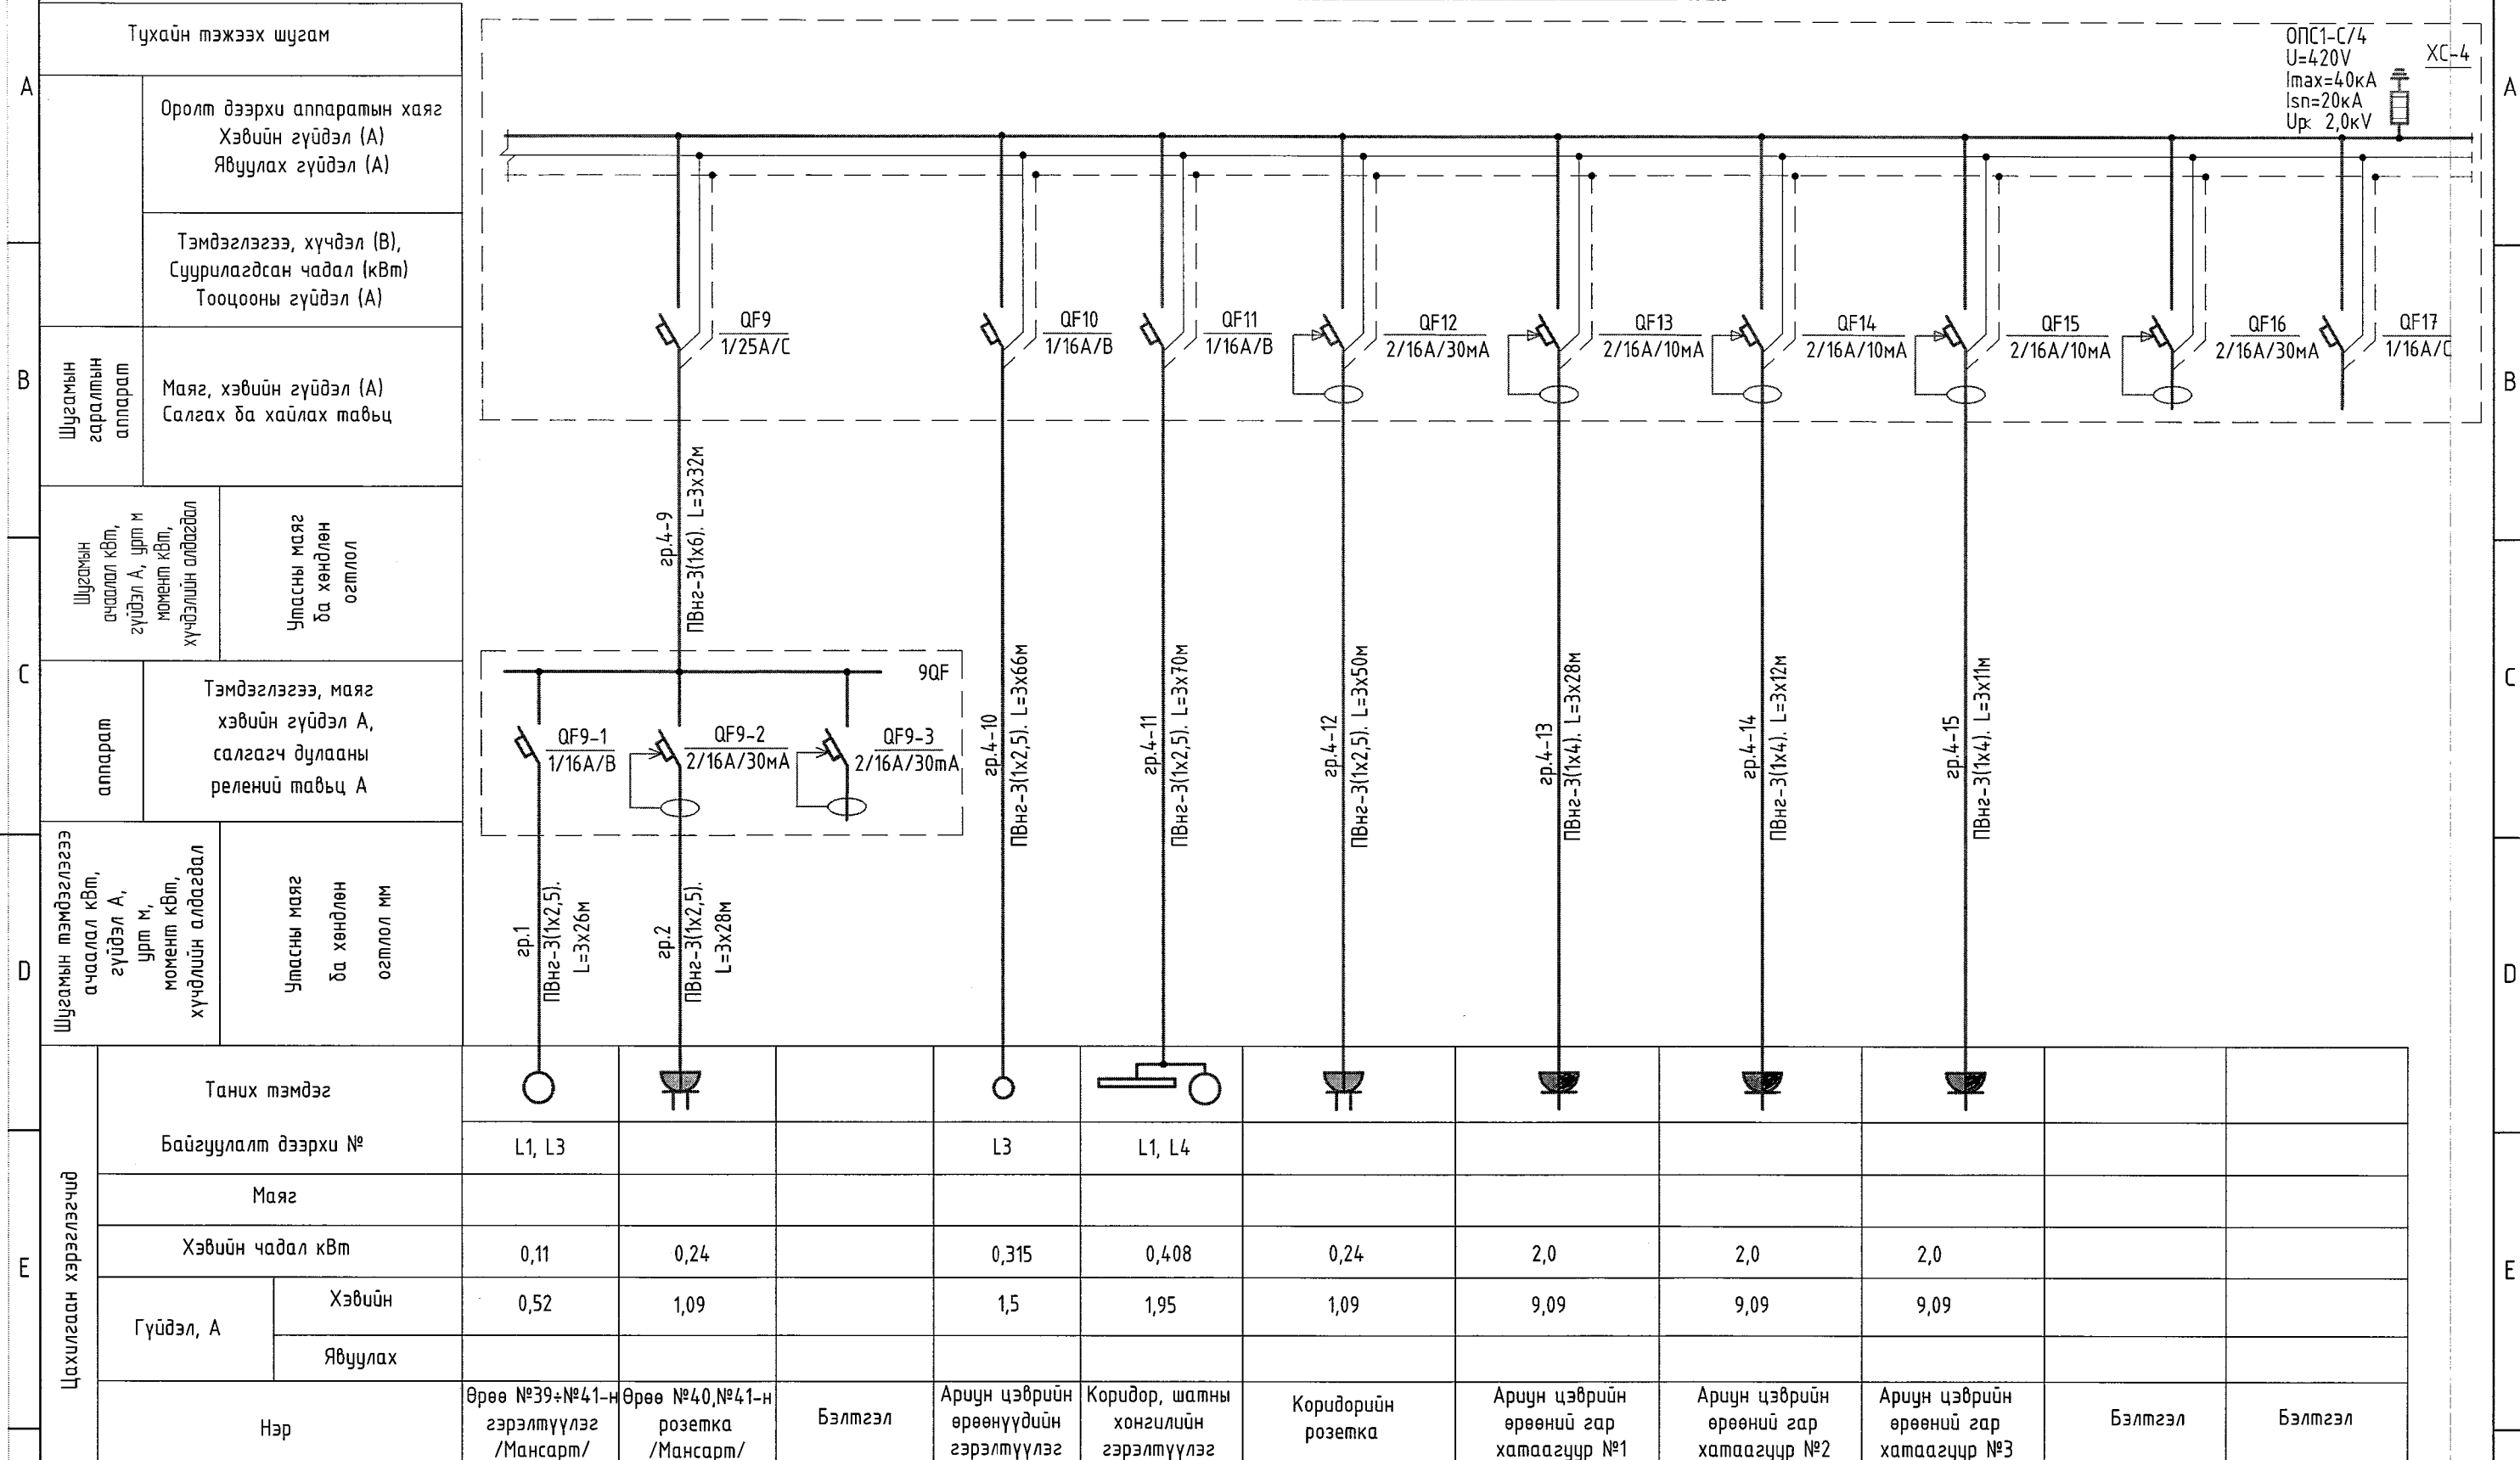 Тухайн тэжээх шугам
Оролт дээрхи аппаратын хаяг
Хэвийн гүйдэл (А)
Явуулах гүйдэл (А)
Тэмдэглэгээ, хүчдэл (В),
Суурилагдсан чадал (кВт)
Тооцооны гүйдэл (А)
Шугамын
гаралтын
аппарат
Маяг, хэвийн гүйдэл (А)
Салгах ба хайлах тавьц
Шугамын
ачаалал кВт,
гүйдэл А, урт м
момент кВт,
хүчдэлийн алдагдал
Утасны маяг
ба хөндлөн
огтлол
аппарат
Тэмдэглэгээ, маяг
хэвийн гүйдэл А,
салгагч дулааны
релений тавьц А
Шугамын тэмдэглэгээ
ачаалал кВт,
гүйдэл А,
урт м,
момент кВт,
хүчдлийн алдагдал
Утасны маяг
ба хөндлөн
огтлол мм
ОПС1-С/4
U=420V
Imax=40кА
Isn=20кА
Up< 2,0кV
ХС-4
QF9
1/25А/С
QF10
1/16А/В
QF11
1/16А/В
QF12
2/16А/30мА
QF13
2/16А/10мА
QF14
2/16А/10мА
QF15
2/16А/10мА
QF16
2/16А/30мА
QF17
1/16А/С
гр.4-9
ПВнг-3(1х6). L=3х32м
9QF
QF9-1
1/16А/В
QF9-2
2/16А/30мА
QF9-3
2/16А/30mА
гр.1
ПВнг-3(1х2,5).
L=3х26м
гр.2
ПВнг-3(1х2,5).
L=3х28м
гр.4-10
ПВнг-3(1х2,5). L=3х66м
гр.4-11
ПВнг-3(1х2,5). L=3х70м
гр.4-12
ПВнг-3(1х2,5). L=3х50м
гр.4-13
ПВнг-3(1х4). L=3х28м
гр.4-14
ПВнг-3(1х4). L=3х12м
гр.4-15
ПВнг-3(1х4). L=3х11м
Цахилгаан хэрэглэгчид
Таних тэмдэг
Байгуулалт дээрхи № L1, L3 L3 L1, L4
Маяг
Хэвийн чадал кВт 0,11 0,24 0,315 0,408 0,24 2,0 2,0 2,0
Гүйдэл, А
Хэвийн 0,52 1,09 1,5 1,95 1,09 9,09 9,09 9,09
Явуулах
Нэр
Өрөө №39÷№41-н
гэрэлтүүлэг
/Мансарт/
Өрөө №40,№41-н
розетка
/Мансарт/
Бэлтгэл
Ариун цэврийн
өрөөнүүдийн
гэрэлтүүлэг
Коридор, шатны
хонгилийн
гэрэлтүүлэг
Коридорийн
розетка
Ариун цэврийн
өрөөний гар
хатаагуур №1
Ариун цэврийн
өрөөний гар
хатаагуур №2
Ариун цэврийн
өрөөний гар
хатаагуур №3
Бэлтгэл
Бэлтгэл
A
B
C
D
E
A
B
C
D
E